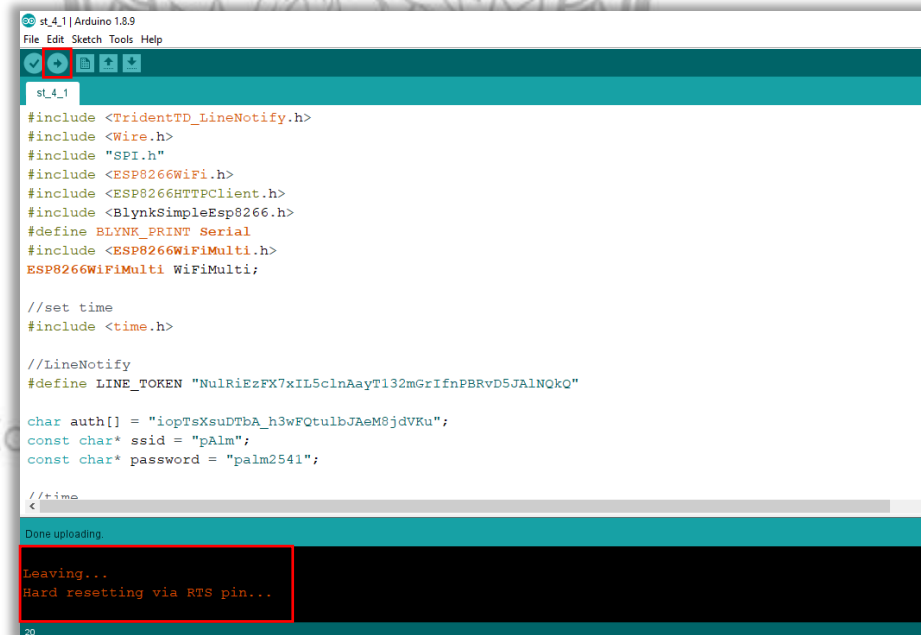 st_4_1 | Arduino 1.8.9
File Edit Sketch Tools Help
st_4_1
#include <TridentTD_LineNotify.h>
#include <Wire.h>
#include "SPI.h"
#include <ESP8266WiFi.h>
#include <ESP8266HTTPClient.h>
#include <BlynkSimpleEsp8266.h>
#define BLYNK_PRINT Serial
#include <ESP8266WiFiMulti.h>
ESP8266WiFiMulti WiFiMulti;
//set time
#include <time.h>
//LineNotify
#define LINE_TOKEN "NulRiEzFX7xIL5clnAayT132mGrIfnPBRvD5JAlNQkQ"
char auth[] = "iopTsXsuDTbA_h3wFQtulbJAeM8jdVKu";
const char* ssid = "pAlm";
const char* password = "palm2541";
//time
Done uploading.
Leaving...
Hard resetting via RTS pin...
20